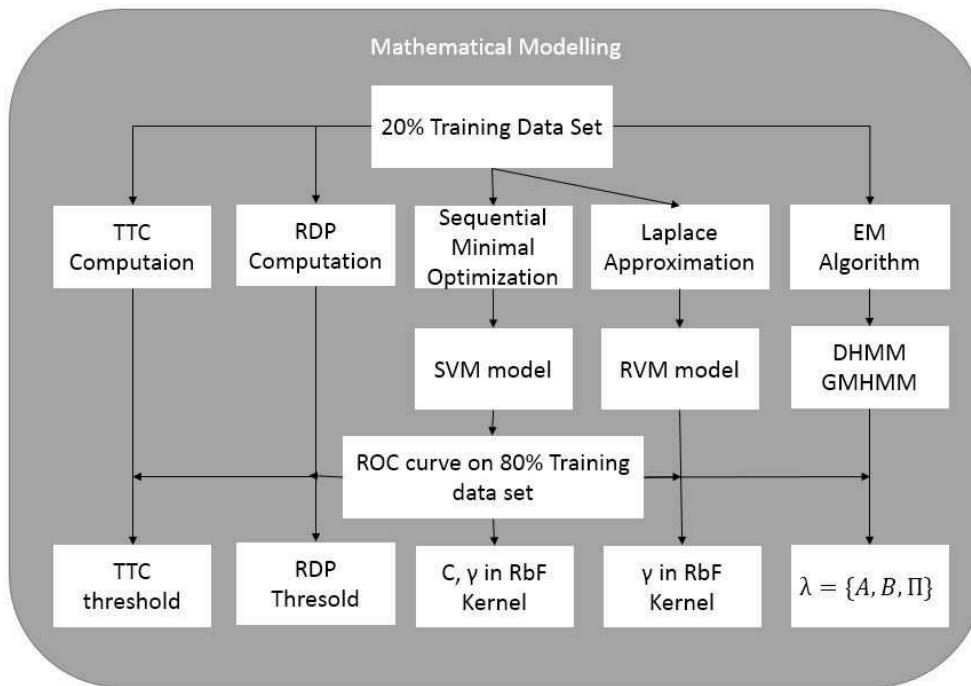 Mathematical Modelling
20% Training Data Set
TTC
Computaion
RDP
Computation
Sequential
Minimal
Optimization
Laplace
Approximation
EM
Algorithm
SVM model
RVM model
DHMM
GMHMM
ROC curve on 80% Training
data set
TTC
threshold
RDP
Thresold
C, γ in RbF
Kernel
γ in RbF
Kernel
λ = {A, B, Π}